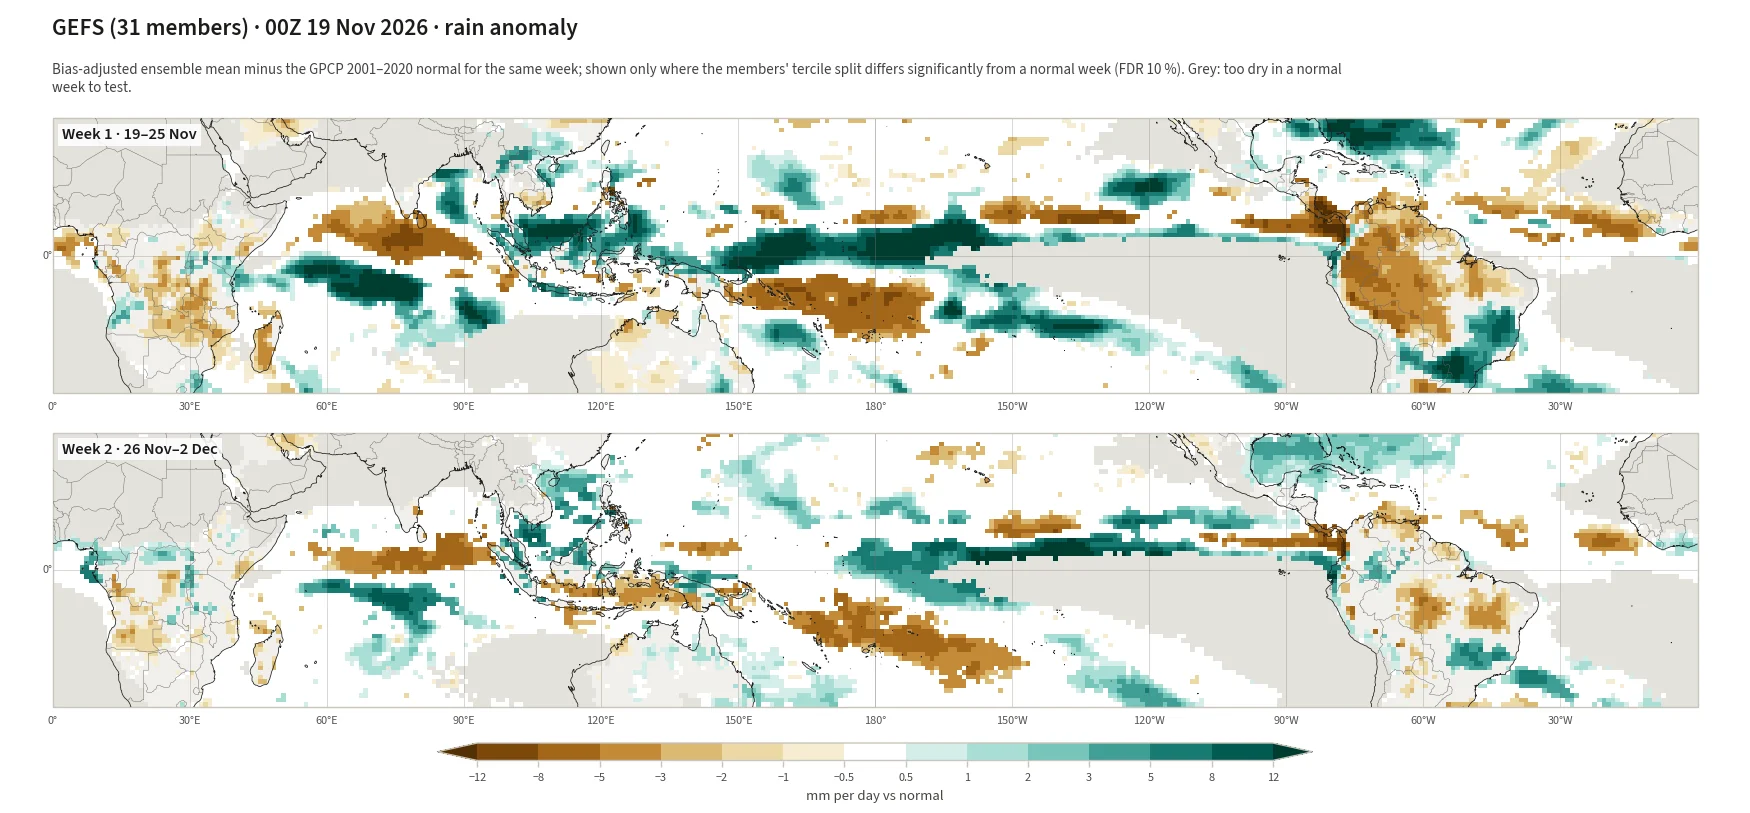 GEFS (31 members) · 00Z 19 Nov 2026 · rain anomaly
Bias-adjusted ensemble mean minus the GPCP 2001–2020 normal for the same week; shown only where the members' tercile split differs significantly from a normal week (FDR 10 %). Grey: too dry in a normal
week to test.
Week 1 · 19–25 Nov
0°
0° 30°E 60°E 90°E 120°E 150°E 180° 150°W 120°W 90°W 60°W 30°W
Week 2 · 26 Nov–2 Dec
0°
0° 30°E 60°E 90°E 120°E 150°E 180° 150°W 120°W 90°W 60°W 30°W
−12 −8 −5 −3 −2 −1 −0.5 0.5 1 2 3 5 8 12
mm per day vs normal